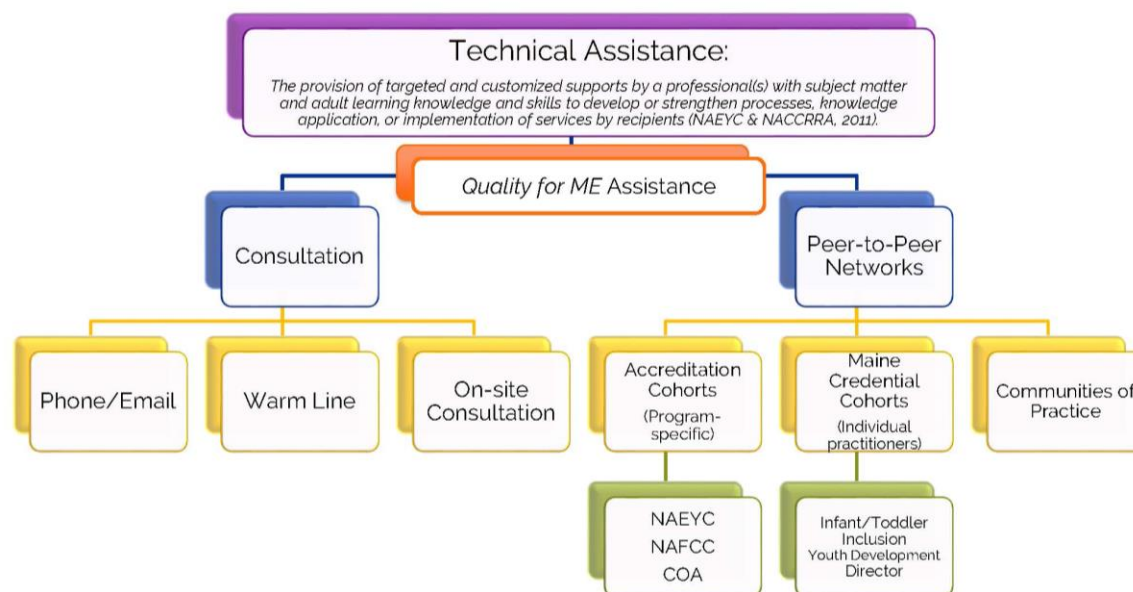 Technical Assistance:
The provision of targeted and customized supports by a professional(s) with subject matter
and adult learning knowledge and skills to develop or strengthen processes, knowledge
application, or implementation of services by recipients (NAEYC & NACCRRA, 2011).
Quality for ME Assistance
Consultation
Peer-to-Peer
Networks
Phone/Email
Warm Line
On-site
Consultation
Accreditation
Cohorts
(Program-
specific)
Maine
Credential
Cohorts
(Individual
practitioners)
Communities of
Practice
NAEYC
NAFCC
COA
Infant/Toddler
Inclusion
Youth Development
Director